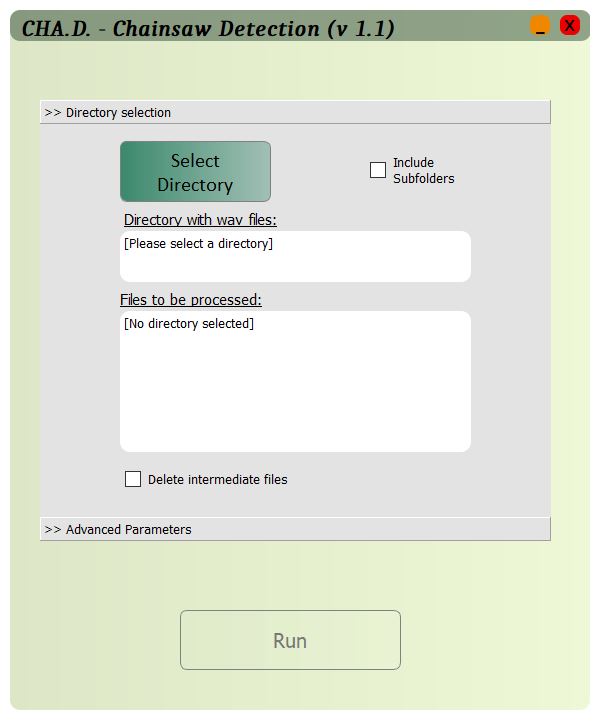 CHA.D. - Chainsaw Detection (v 1.1)
_ X
>> Directory selection
Select
Directory
Include
Subfolders
Directory with wav files:
[Please select a directory]
Files to be processed:
[No directory selected]
Delete intermediate files
>> Advanced Parameters
Run